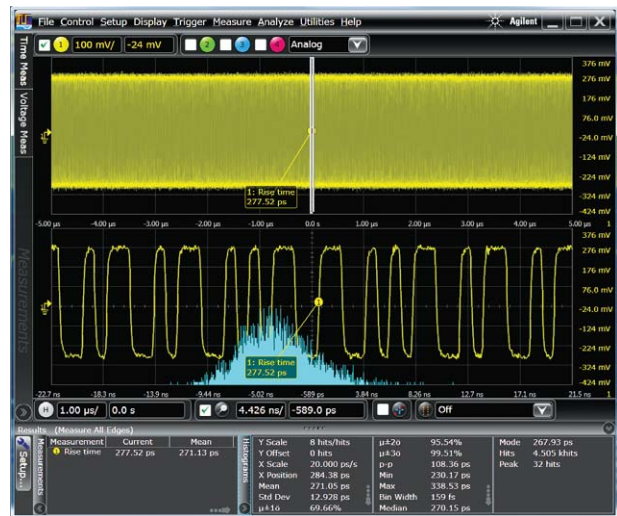 File Control Setup Display Trigger Measure Analyze Utilities Help Agilent
1 100 mV/ -24 mV 2 3 4 Analog
Time Meas
Voltage Meas
Measurements
376 mV
276 mV
176 mV
76.0 mV
-24.0 mV
-124 mV
-224 mV
-324 mV
-424 mV
1: Rise time
277.52 ps
-5.00 µs -4.00 µs -3.00 µs -2.00 µs -1.00 µs 0.0 s 1.00 µs 2.00 µs 3.00 µs 4.00 µs 5.00 µs 1
376 mV
276 mV
176 mV
76.0 mV
-24.0 mV
-124 mV
-224 mV
-324 mV
-424 mV
1
1: Rise time
277.52 ps
-22.7 ns -18.3 ns -13.9 ns -9.44 ns -5.02 ns -589 ps 3.84 ns 8.26 ns 12.7 ns 17.1 ns 21.5 ns 1
H 1.00 µs/ 0.0 s 4.426 ns/ -589.0 ps Off
Results (Measure All Edges)
Setup...
Measurements
Measurement Current Mean
Rise time 277.52 ps 271.13 ps
Histograms
Y Scale 8 hits/hits µ±2σ 95.54% Mode 267.93 ps
Y Offset 0 hits µ±3σ 99.51% Hits 4.505 khits
X Scale 20.000 ps/s p-p 108.36 ps Peak 32 hits
X Position 284.38 ps Min 230.17 ps
Mean 271.05 ps Max 338.53 ps
Std Dev 12.928 ps Bin Width 159 fs
µ±1σ 69.66% Median 270.15 ps